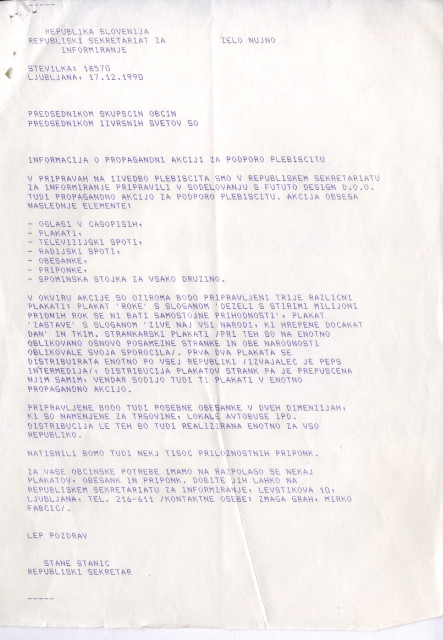 -----
REPUBLIKA SLOVENIJA
REPUBLISKI SEKRETARIAT ZA ZELO NUJNO
INFORMIRANJE
STEVILKA: 18570
LJUBLJANA, 17.12.1990
PREDSEDNIKOM SKUPSCIN OBCIN
PREDSEDNIKOM IZVRSNIH SVETOV SO
INFORMACIJA O PROPAGANDNI AKCIJI ZA PODPORO PLEBISCITU
V PRIPRAVAH NA IZVEDBO PLEBISCITA SMO V REPUBLISKEM SEKRETARIATU
ZA INFORMIRANJE PRIPRAVILI V SODELOVANJU S FUTUTO DESIGN D.O.O.
TUDI PROPAGANDNO AKCIJO ZA PODPORO PLEBISCITU. AKCIJA OBSEGA
NASLEDNJE ELEMENTE:
- OGLASI V CASOPISIH,
- PLAKATI,
- TELEVIZIJSKI SPOTI,
- RADIJSKI SPOTI,
- OBESANKE,
- PRIPONKE,
- SPOMINSKA STOJKA ZA VSAKO DRUZINO.
V OKVIRU AKCIJE SO OZIROMA BODO PRIPRAVLJENI TRIJE RAZLICNI
PLAKATI: PLAKAT 'ROKE' S SLOGANOM 'DEZELI S STIRIMI MILIJONI
PRIDNIH ROK SE NI BATI SAMOSTOJNE PRIHODNOSTI', PLAKAT
'ZASTAVE' S SLOGANOM 'ZIVE NAJ VSI NARODI, KI HREPENE DOCAKAT
DAN' IN TKIM. STRANKARSKI PLAKATI /PRI TEH SO NA ENOTNO
OBLIKOVANO OSNOVO POSAMEZNE STRANKE IN OBE NARODNOSTI
OBLIKOVALE SVOJA SPOROCILA/. PRVA DVA PLAKATA SE
DISTRIBUIRATA ENOTNO PO VSEJ REPUBLIKI /IZVAJALEC JE PEPS
INTERMEDIJA/, DISTRIBUCIJA PLAKATOV STRANK PA JE PREPUSCENA
NJIM SAMIM, VENDAR SODIJO TUDI TI PLAKATI V ENOTNO
PROPAGANDNO AKCIJO.
PRIPRAVLJENE BODO TUDI POSEBNE OBESANKE V DVEH DIMENZIJAH,
KI SO NAMENJENE ZA TRGOVINE, LOKALE AVTOBUSE IPD.
DISTRIBUCIJA LE TEH BO TUDI REALIZIRANA ENOTNO ZA VSO
REPUBLIKO.
NATISNILI BOMO TUDI NEKJ TISOC PRILOZNOSTNIH PRIPONK.
ZA VASE OBCINSKE POTREBE IMAMO NA RAZPOLAGO SE NEKAJ
PLAKATOV, OBESANK IN PRIPONK. DOBITE JIH LAHKO NA
REPUBLISKEM SEKRETARIATU ZA INFORMIRANJE, LEVSTIKOVA 10,
LJUBLJANA, TEL. 216-611 /KONTAKTNE OSEBE: ZMAGA GRAH, MIRKO
FABCIC/.
LEP POZDRAV
STANE STANIC
REPUBLISKI SEKRETAR
-----